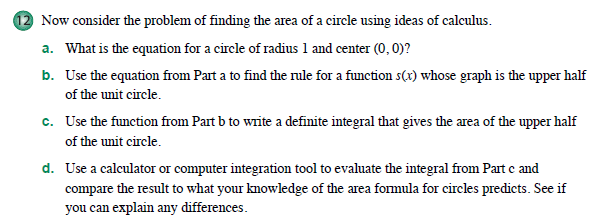 12 Now consider the problem of finding the area of a circle using ideas of calculus.
a. What is the equation for a circle of radius 1 and center (0, 0)?
b. Use the equation from Part a to find the rule for a function s(x) whose graph is the upper half
of the unit circle.
c. Use the function from Part b to write a definite integral that gives the area of the upper half
of the unit circle.
d. Use a calculator or computer integration tool to evaluate the integral from Part c and
compare the result to what your knowledge of the area formula for circles predicts. See if
you can explain any differences.